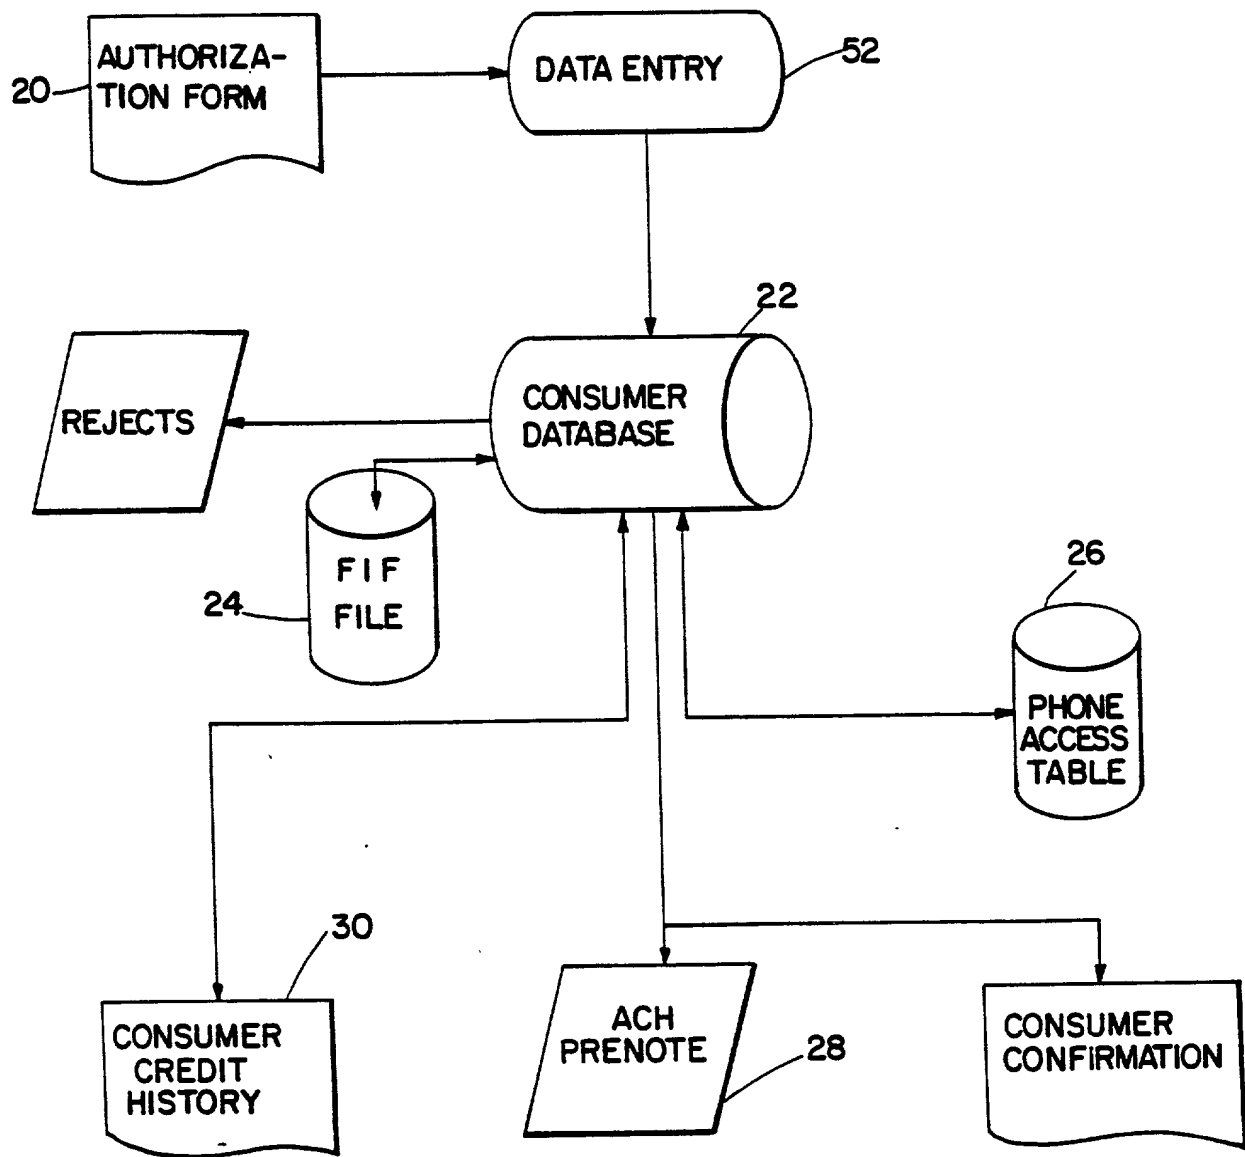 AUTHORIZA-
TION FORM
20
DATA ENTRY
52
22
CONSUMER
DATABASE
REJECTS
FIF
FILE
24
26
PHONE
ACCESS
TABLE
30
CONSUMER
CREDIT
HISTORY
ACH
PRENOTE
28
CONSUMER
CONFIRMATION